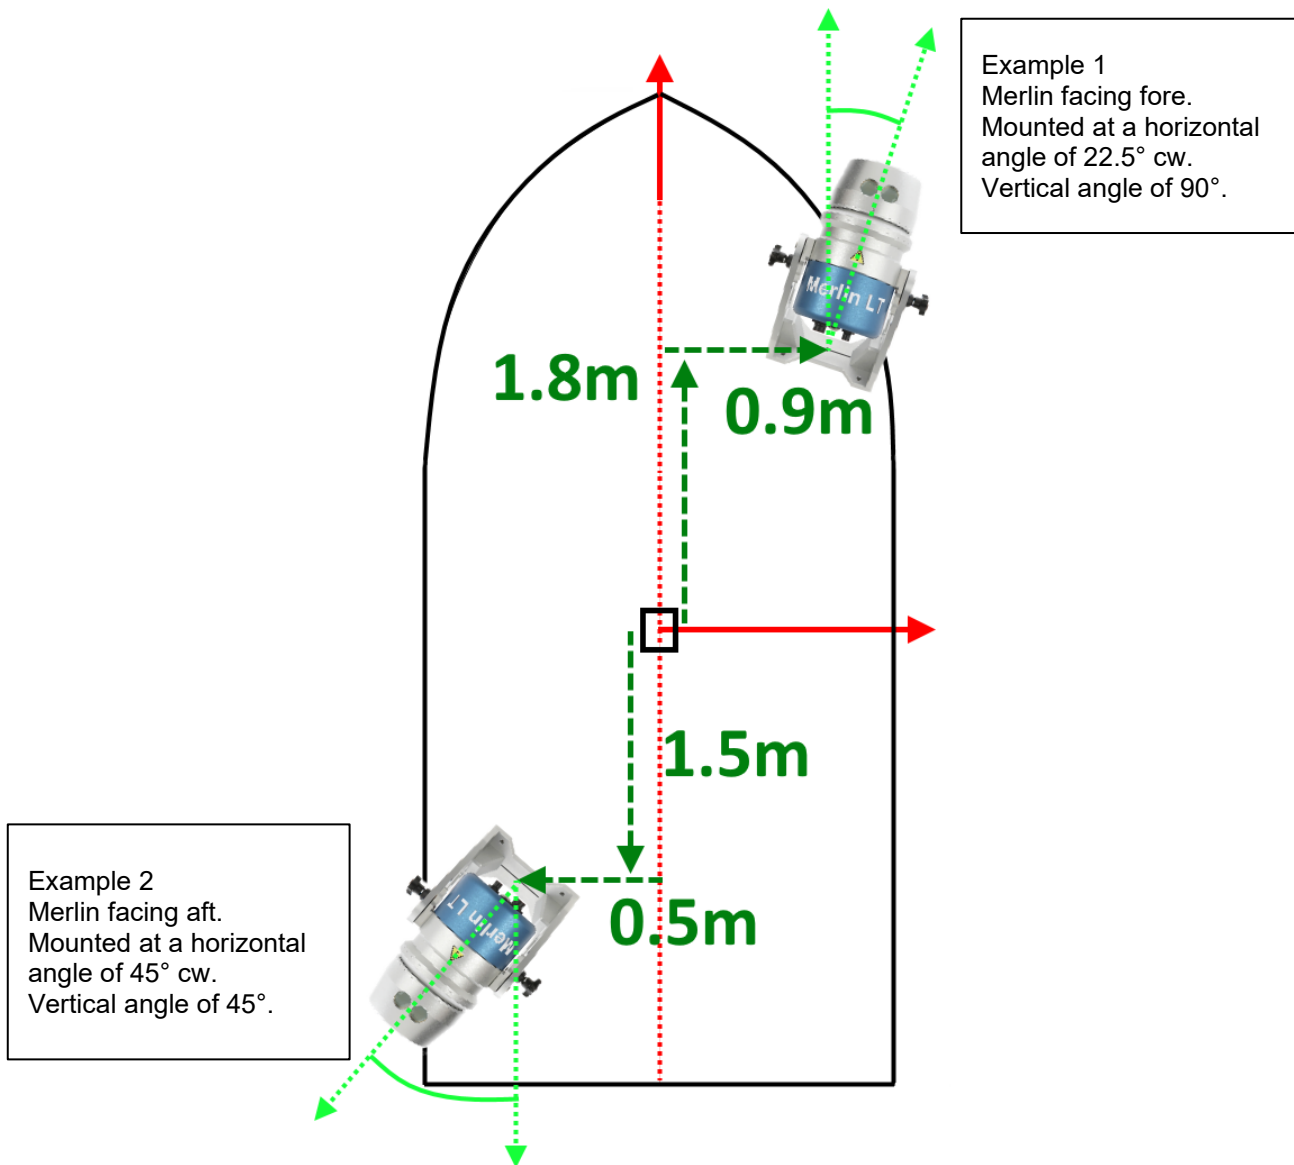 Example 1
Merlin facing fore.
Mounted at a horizontal
angle of 22.5° cw.
Vertical angle of 90°.
Merlin LT
1.8m
0.9m
1.5m
Example 2
Merlin facing aft.
Mounted at a horizontal
angle of 45° cw.
Vertical angle of 45°.
Merlin LT
0.5m